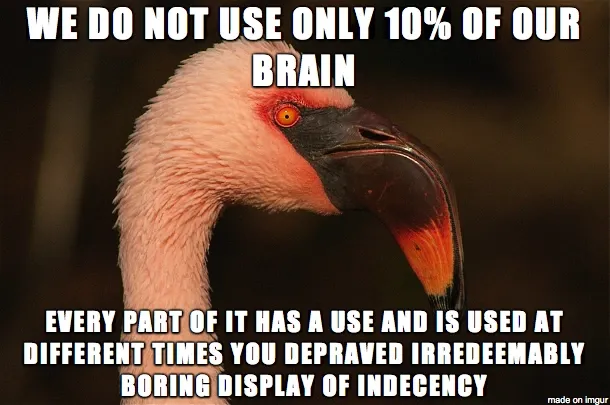 WE DO NOT USE ONLY 10% OF OUR
BRAIN
EVERY PART OF IT HAS A USE AND IS USED AT
DIFFERENT TIMES YOU DEPRAVED IRREDEEMABLY
BORING DISPLAY OF INDECENCY
made on imgur